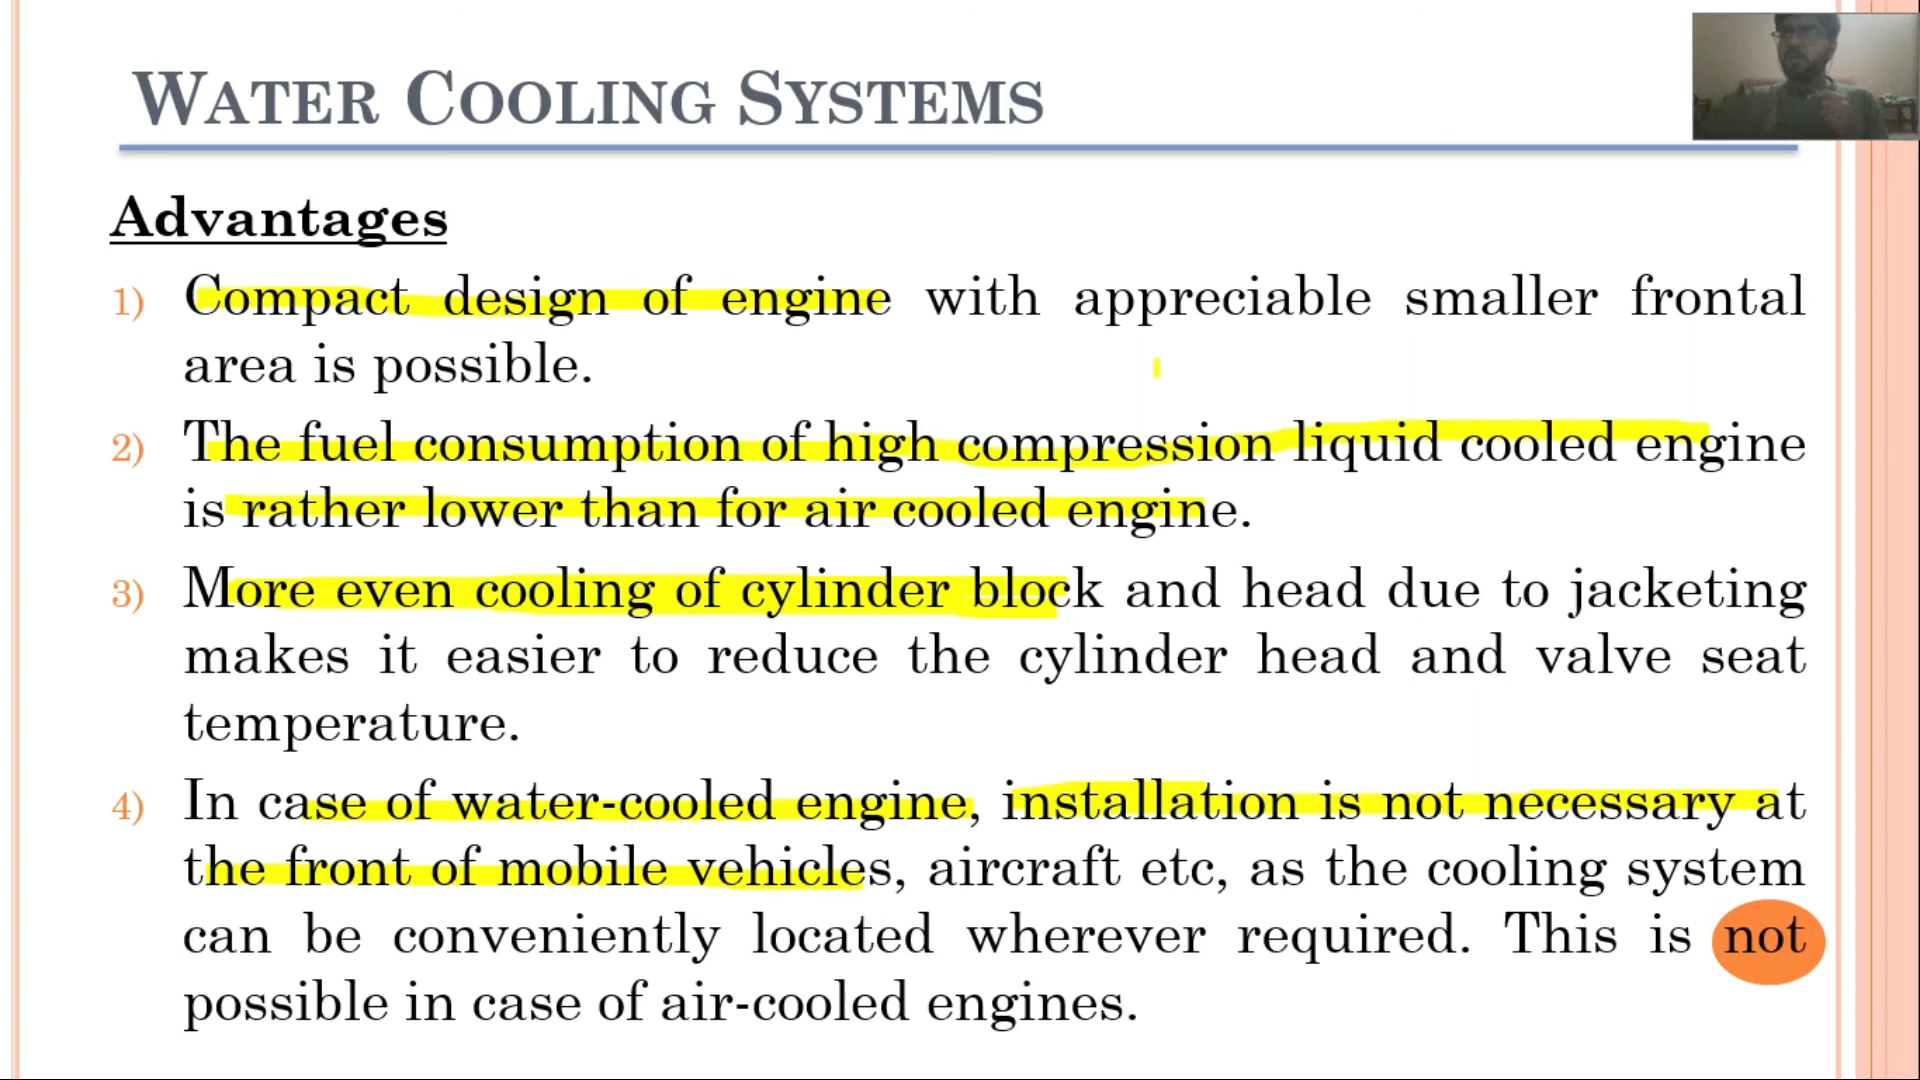 WATER COOLING SYSTEMS
Advantages
1) Compact design of engine with appreciable smaller frontal
area is possible.
2) The fuel consumption of high compression liquid cooled engine
is rather lower than for air cooled engine.
3) More even cooling of cylinder block and head due to jacketing
makes it easier to reduce the cylinder head and valve seat
temperature.
4) In case of water-cooled engine, installation is not necessary at
the front of mobile vehicles, aircraft etc, as the cooling system
can be conveniently located wherever required. This is not
possible in case of air-cooled engines.